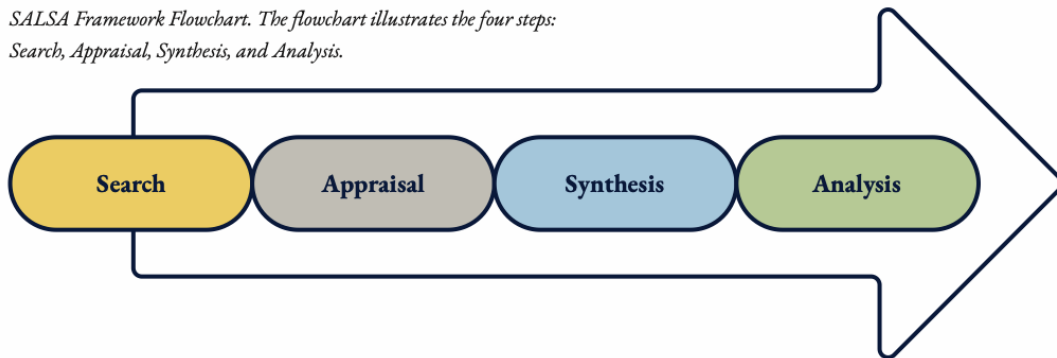 SALSA Framework Flowchart. The flowchart illustrates the four steps:
Search, Appraisal, Synthesis, and Analysis.
Search
Appraisal
Synthesis
Analysis